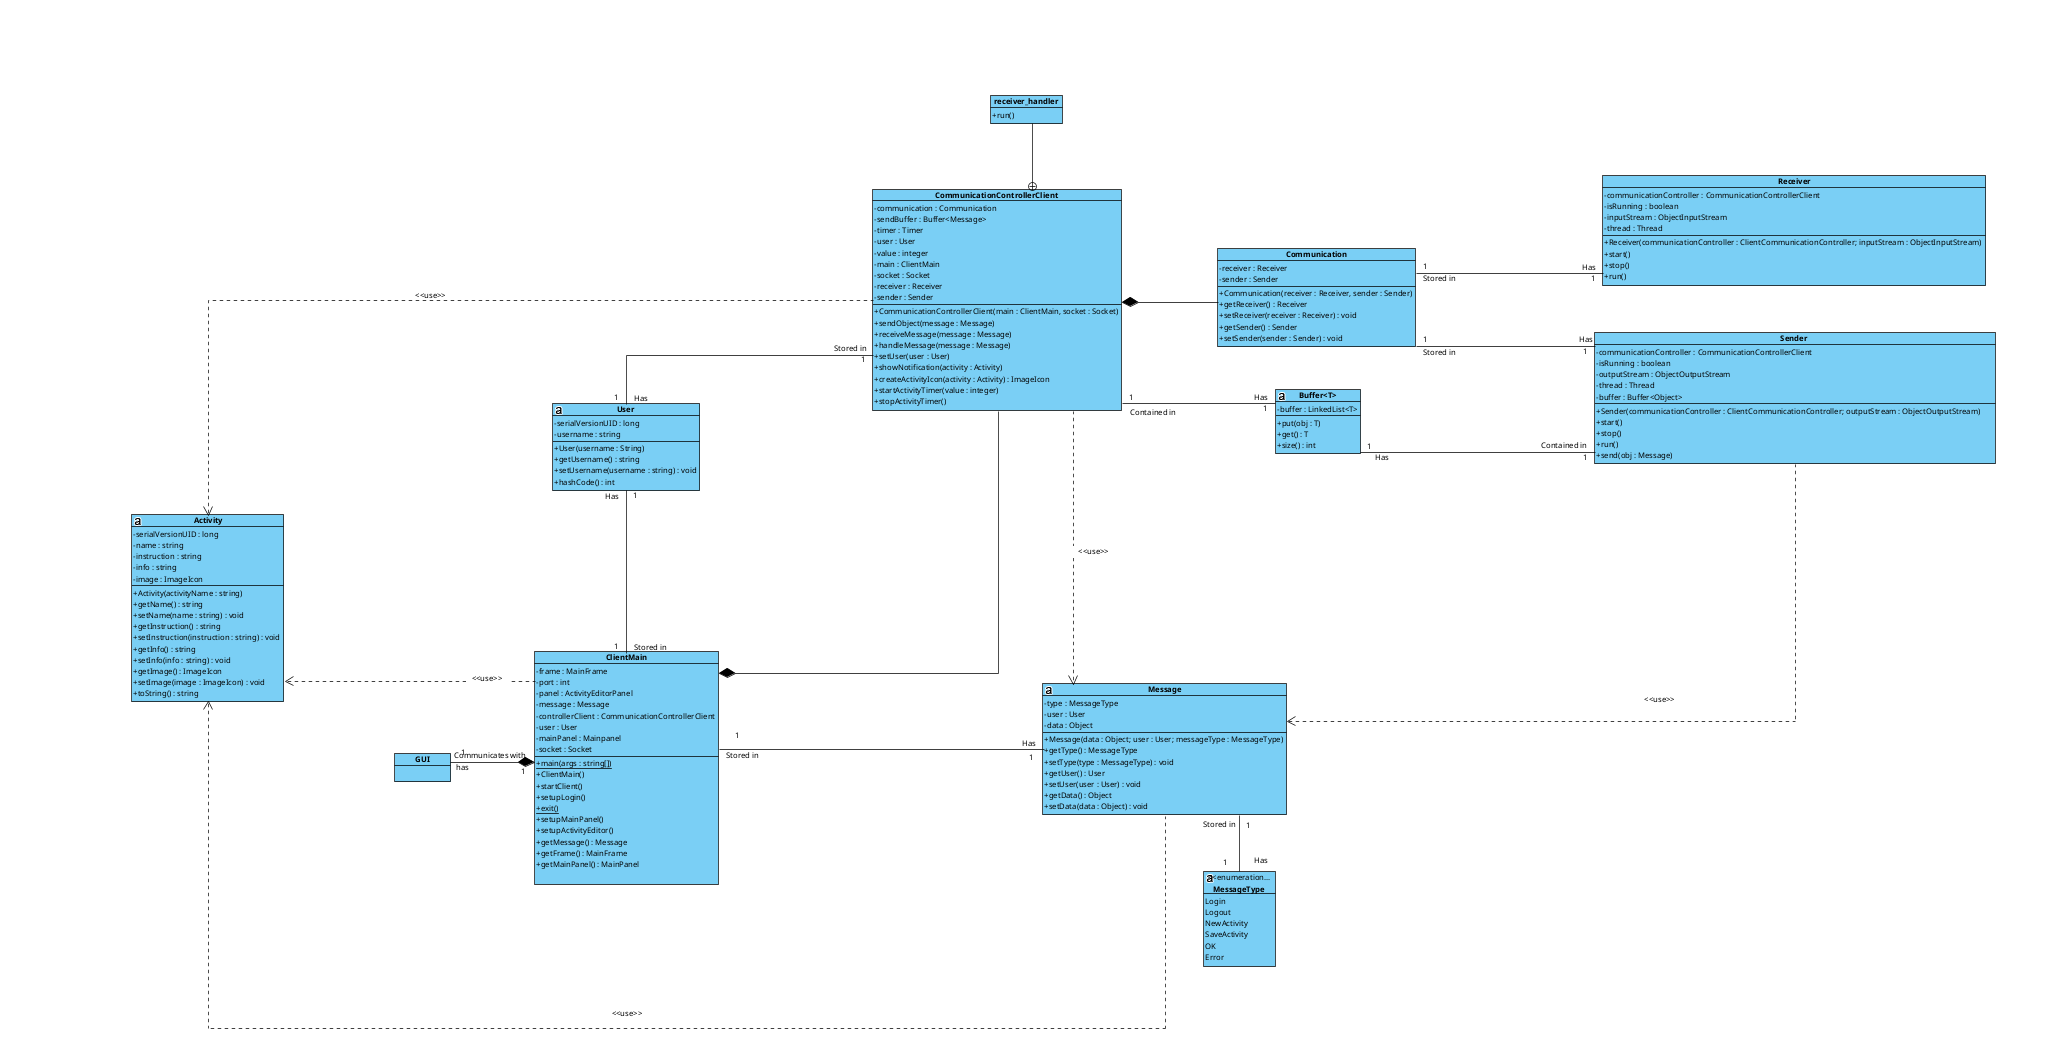 receiver_handler
+run()
CommunicationControllerClient
-communication : Communication
-sendBuffer : Buffer<Message>
-timer : Timer
-user : User
-value : integer
-main : ClientMain
-socket : Socket
-receiver : Receiver
-sender : Sender
+CommunicationControllerClient(main : ClientMain, socket : Socket)
+sendObject(message : Message)
+receiveMessage(message : Message)
+handleMessage(message : Message)
+setUser(user : User)
+showNotification(activity : Activity)
+createActivityIcon(activity : Activity) : ImageIcon
+startActivityTimer(value : integer)
+stopActivityTimer()
Communication
-receiver : Receiver
-sender : Sender
+Communication(receiver : Receiver, sender : Sender)
+getReceiver() : Receiver
+setReceiver(receiver : Receiver) : void
+getSender() : Sender
+setSender(sender : Sender) : void
1
Stored in
Has
1
Receiver
-communicationController : CommunicationControllerClient
-isRunning : boolean
-inputStream : ObjectInputStream
-thread : Thread
+Receiver(communicationController : ClientCommunicationController; inputStream : ObjectInputStream)
+start()
+stop()
+run()
1
Stored in
Has
1
Sender
-communicationController : CommunicationControllerClient
-isRunning : boolean
-outputStream : ObjectOutputStream
-thread : Thread
-buffer : Buffer<Object>
+Sender(communicationController : ClientCommunicationController; outputStream : ObjectOutputStream)
+start()
+stop()
+run()
+send(obj : Message)
1
Contained in
Has
1
a
Buffer<T>
-buffer : LinkedList<T>
+put(obj : T)
+get() : T
+size() : int
1
Has
Contained in
1
<<use>>
Stored in
1
1
Has
a
User
-serialVersionUID : long
-username : string
+User(username : String)
+getUsername() : string
+setUsername(username : string) : void
+hashCode() : int
Has
1
1
Stored in
<<use>>
a
Activity
-serialVersionUID : long
-name : string
-instruction : string
-info : string
-image : ImageIcon
+Activity(activityName : string)
+getName() : string
+setName(name : string) : void
+getInstruction() : string
+setInstruction(instruction : string) : void
+getInfo() : string
+setInfo(info : string) : void
+getImage() : ImageIcon
+setImage(image : ImageIcon) : void
+toString() : string
<<use>>
ClientMain
-frame : MainFrame
-port : int
-panel : ActivityEditorPanel
-message : Message
-controllerClient : CommunicationControllerClient
-user : User
-mainPanel : Mainpanel
-socket : Socket
+main(args : string[])
+ClientMain()
+startClient()
+setupLogin()
+exit()
+setupMainPanel()
+setupActivityEditor()
+getMessage() : Message
+getFrame() : MainFrame
+getMainPanel() : MainPanel
GUI
1
Communicates with
has
1
1
Stored in
Has
1
a
Message
-type : MessageType
-user : User
-data : Object
+Message(data : Object; user : User; messageType : MessageType)
+getType() : MessageType
+setType(type : MessageType) : void
+getUser() : User
+setUser(user : User) : void
+getData() : Object
+setData(data : Object) : void
<<use>>
Stored in
1
1
Has
a
<enumeration...
MessageType
Login
Logout
NewActivity
SaveActivity
OK
Error
<<use>>